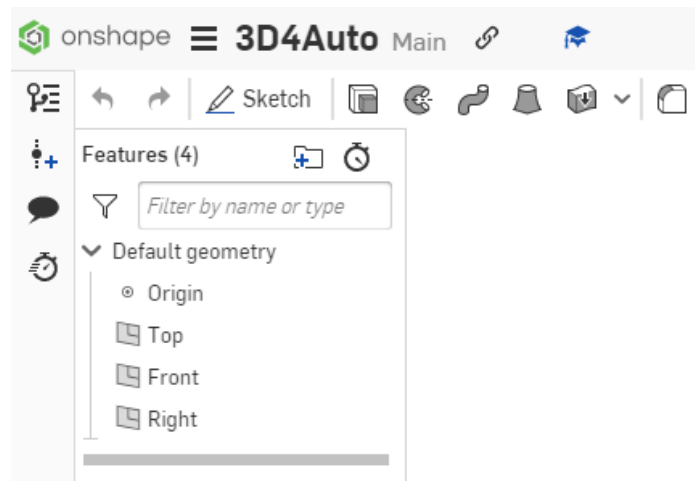 onshape 3D4Auto Main
Sketch
Features (4)
Filter by name or type
Default geometry
Origin
Top
Front
Right